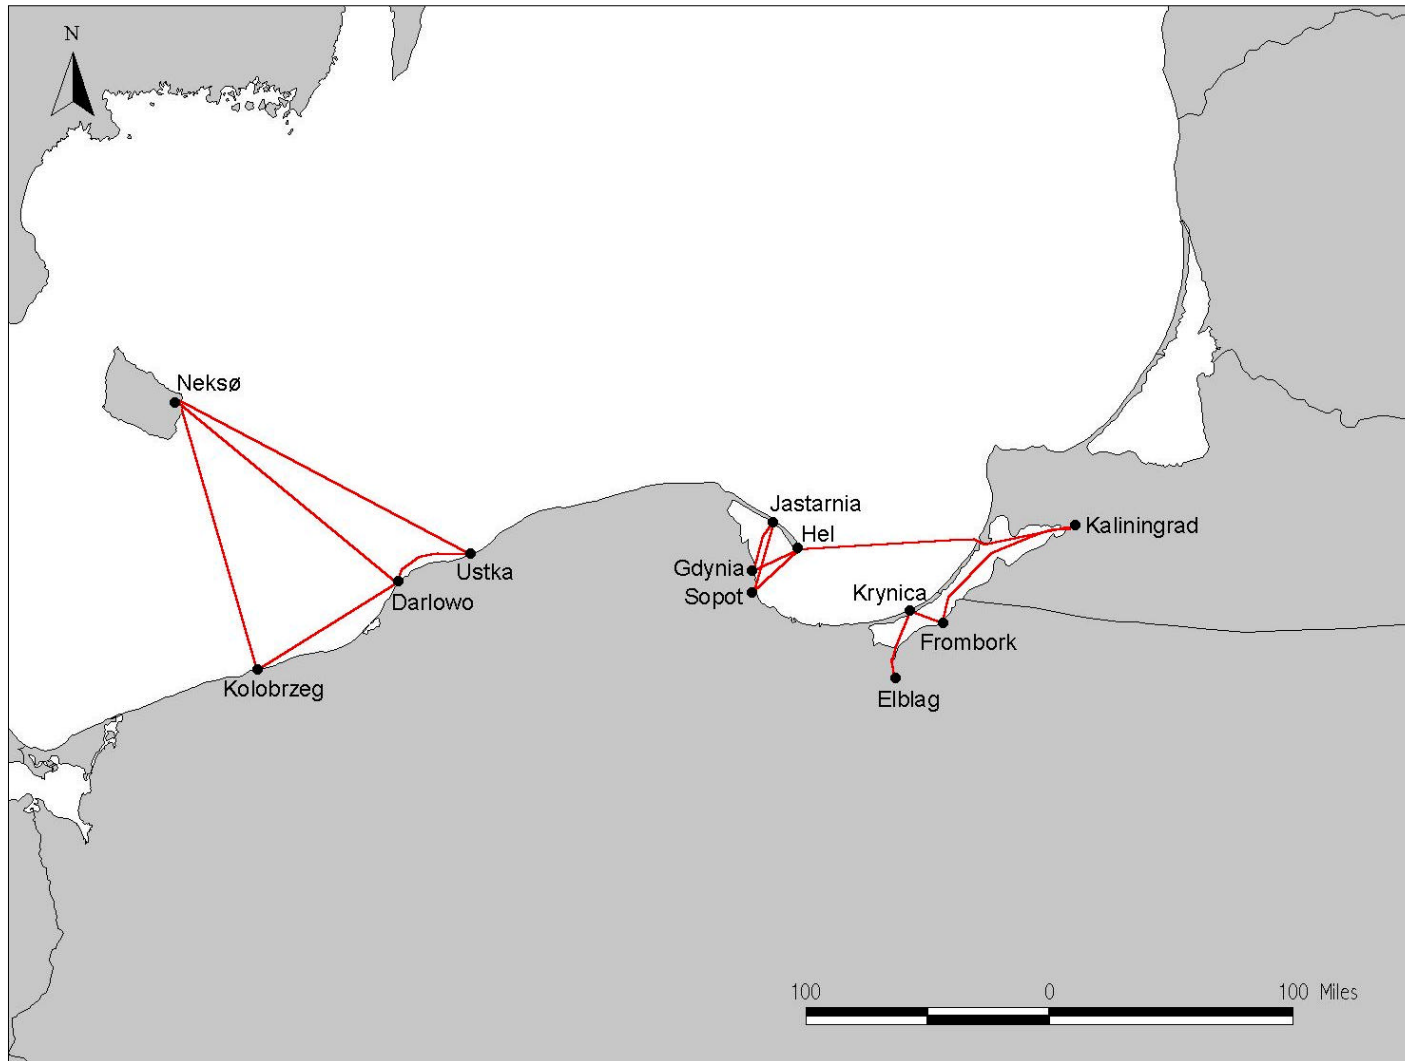 N
Neksø
Jastarnia
Hel
Kaliningrad
Gdynia
Ustka
Sopot
Krynica
Darlowo
Frombork
Kolobrzeg
Elblag
100 0 100 Miles